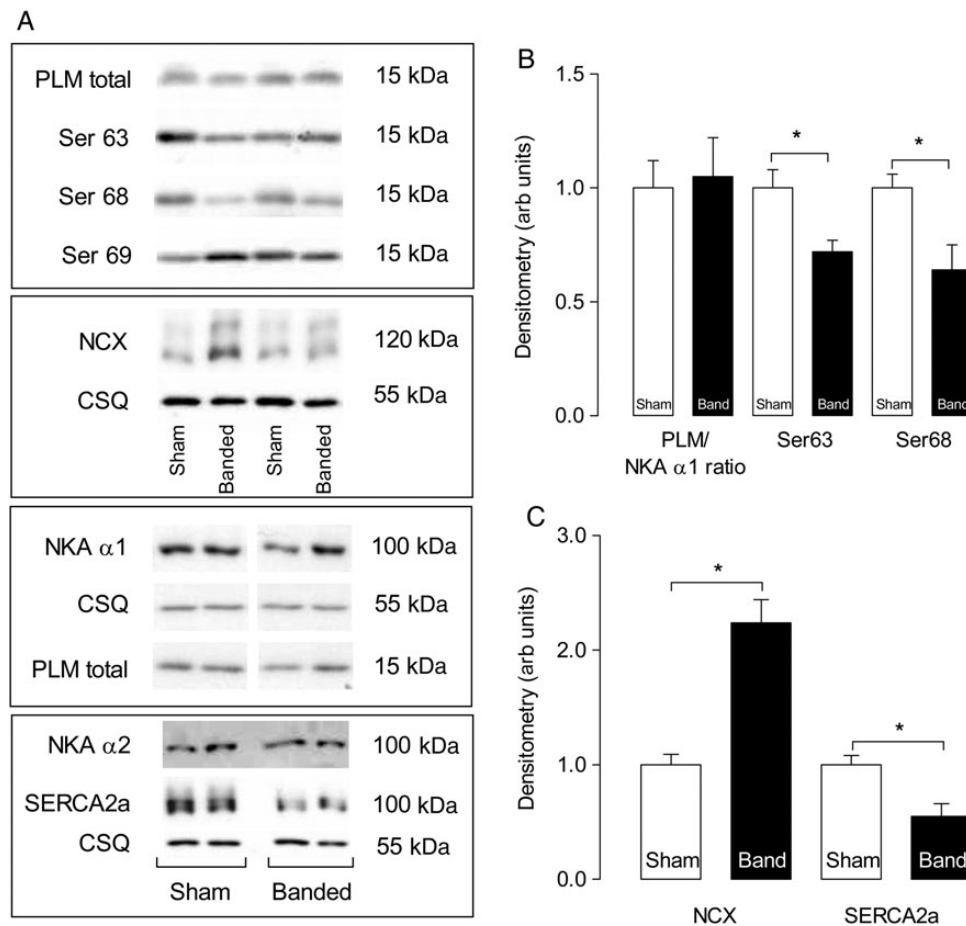 A
PLM total 15 kDa
Ser 63 15 kDa
Ser 68 15 kDa
Ser 69 15 kDa
NCX 120 kDa
CSQ 55 kDa
Sham Banded Sham Banded
NKA α1 100 kDa
CSQ 55 kDa
PLM total 15 kDa
NKA α2 100 kDa
SERCA2a 100 kDa
CSQ 55 kDa
Sham Banded
B
Densitometry (arb units)
1.5
1.0
0.5
0.0
* *
Sham Band Sham Band Sham Band
PLM/ Ser63 Ser68
NKA α1 ratio
C
Densitometry (arb units)
3.0
2.0
1.0
0.0
*
*
Sham Band Sham Band
NCX SERCA2a